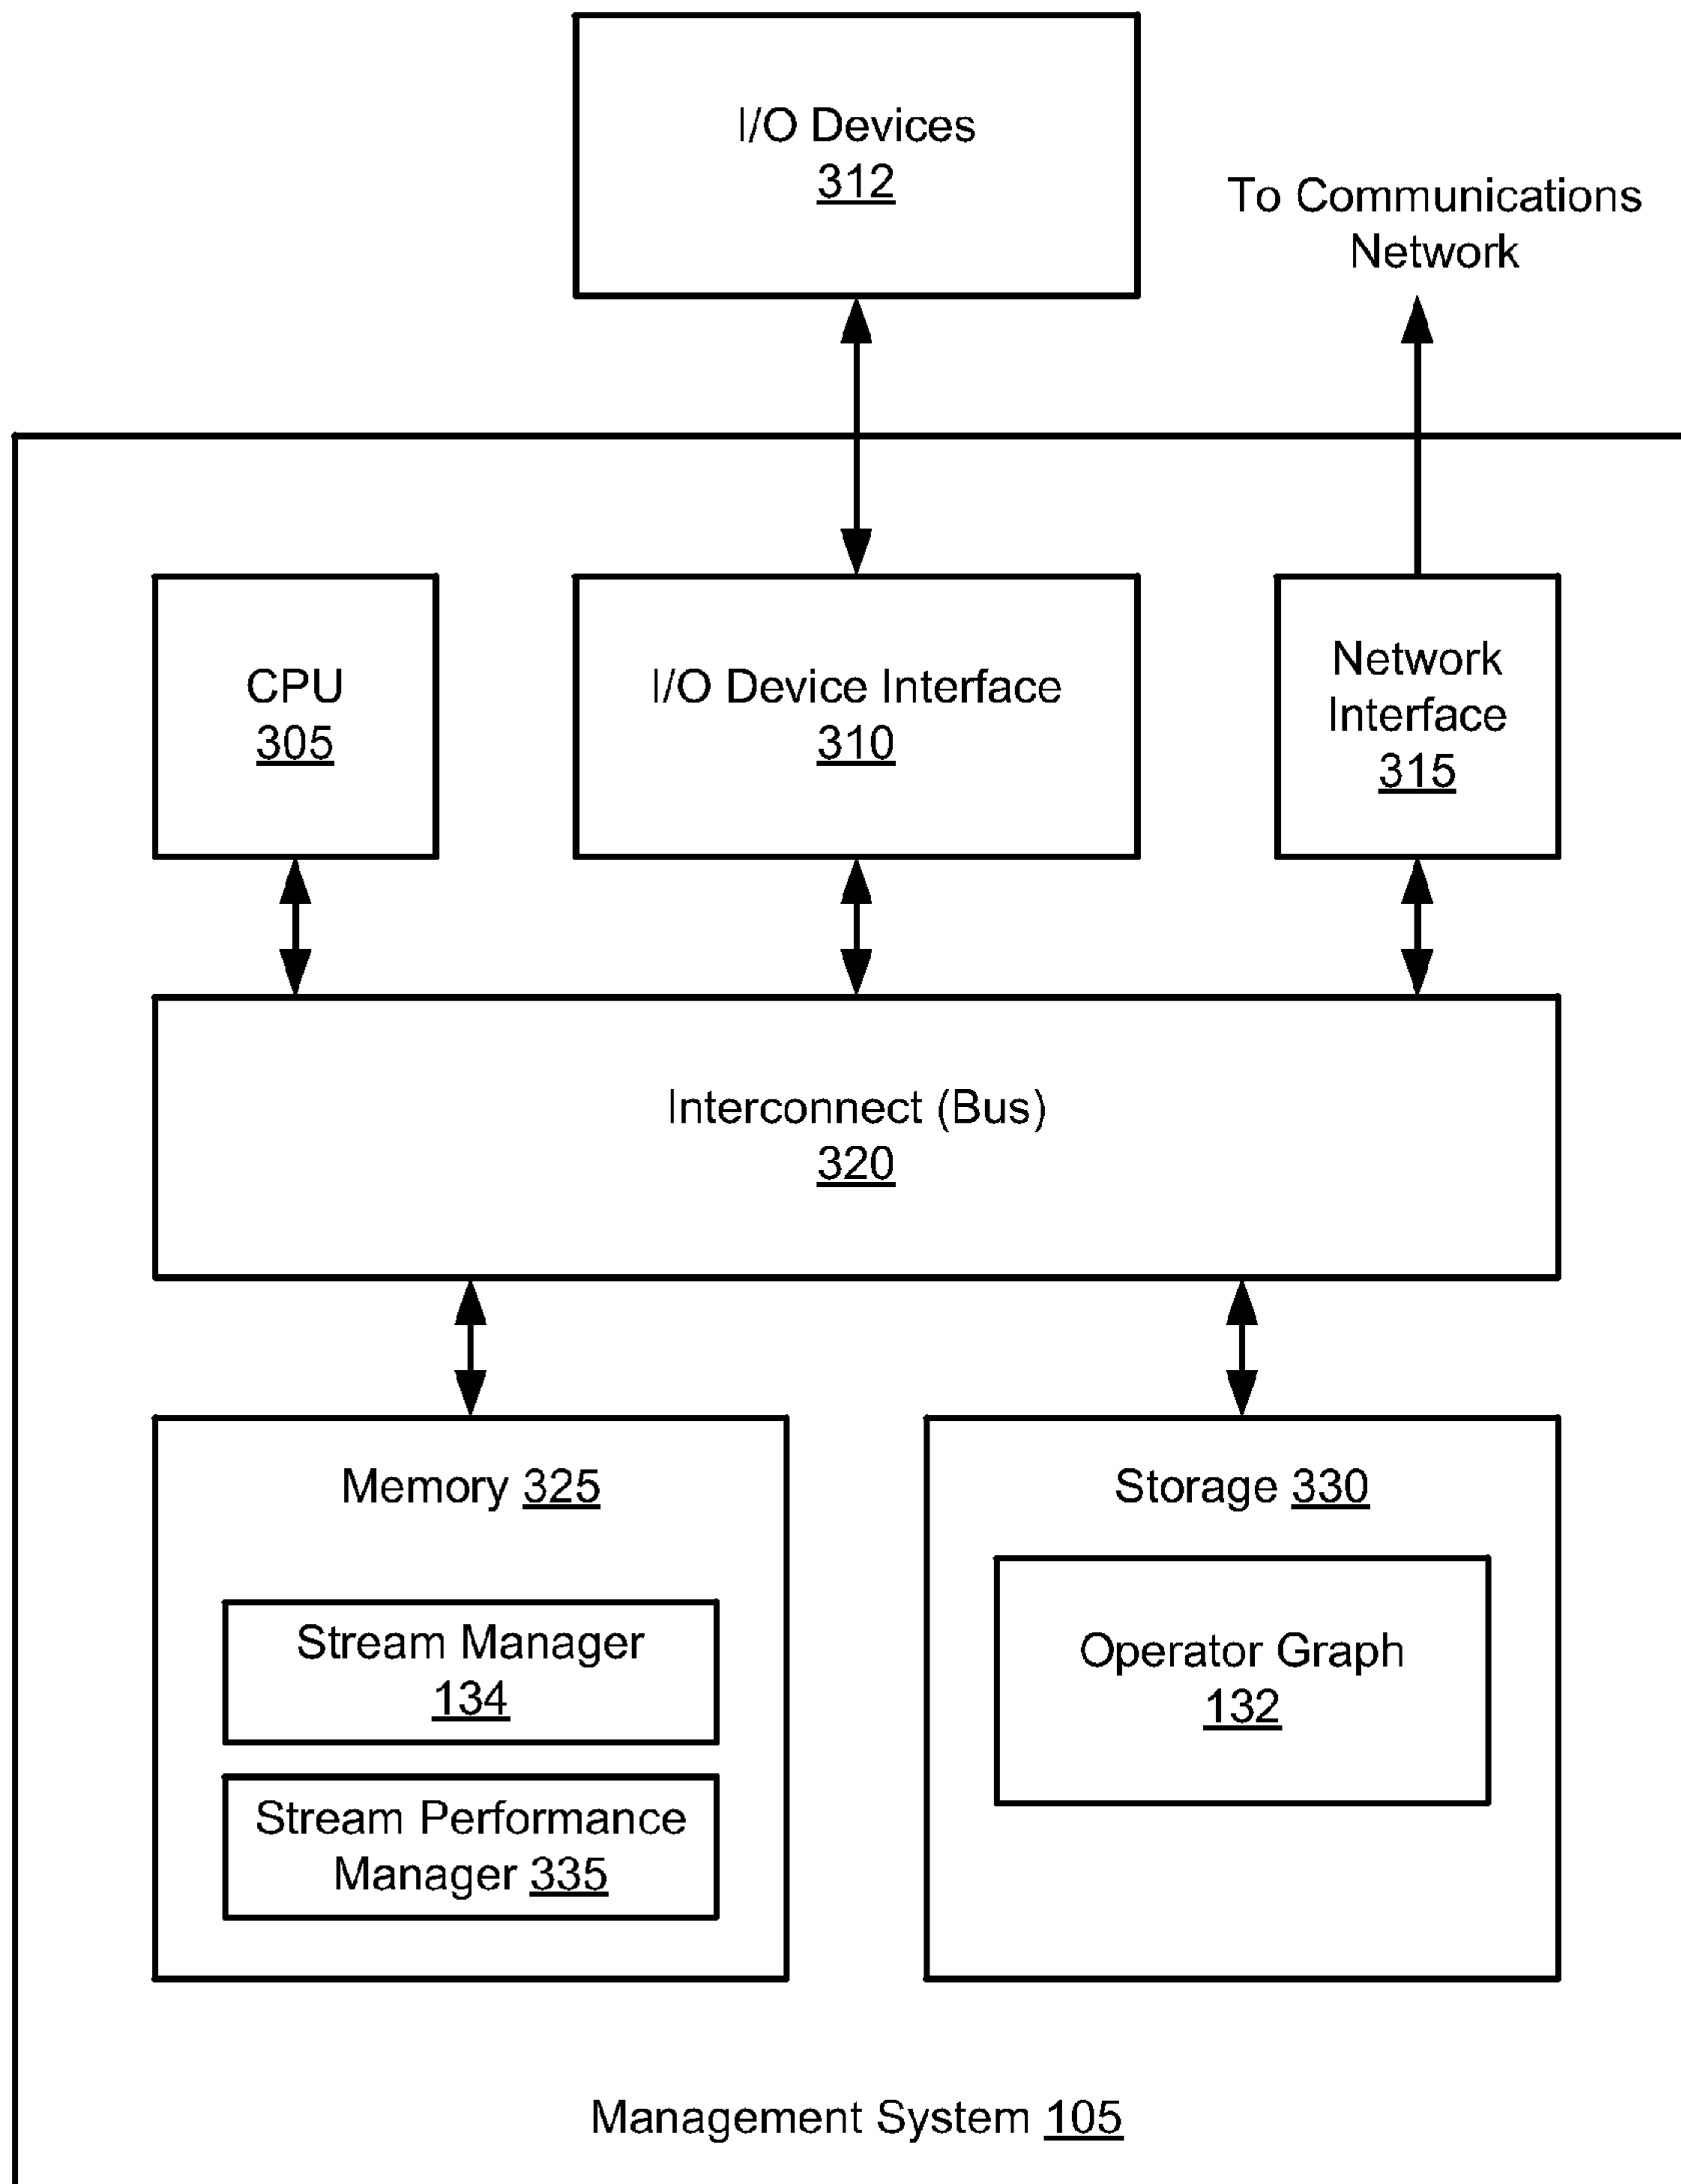 I/O Devices
312
To Communications
Network
CPU
305
I/O Device Interface
310
Network
Interface
315
Interconnect (Bus)
320
Memory 325
Stream Manager
134
Stream Performance
Manager 335
Storage 330
Operator Graph
132
Management System 105